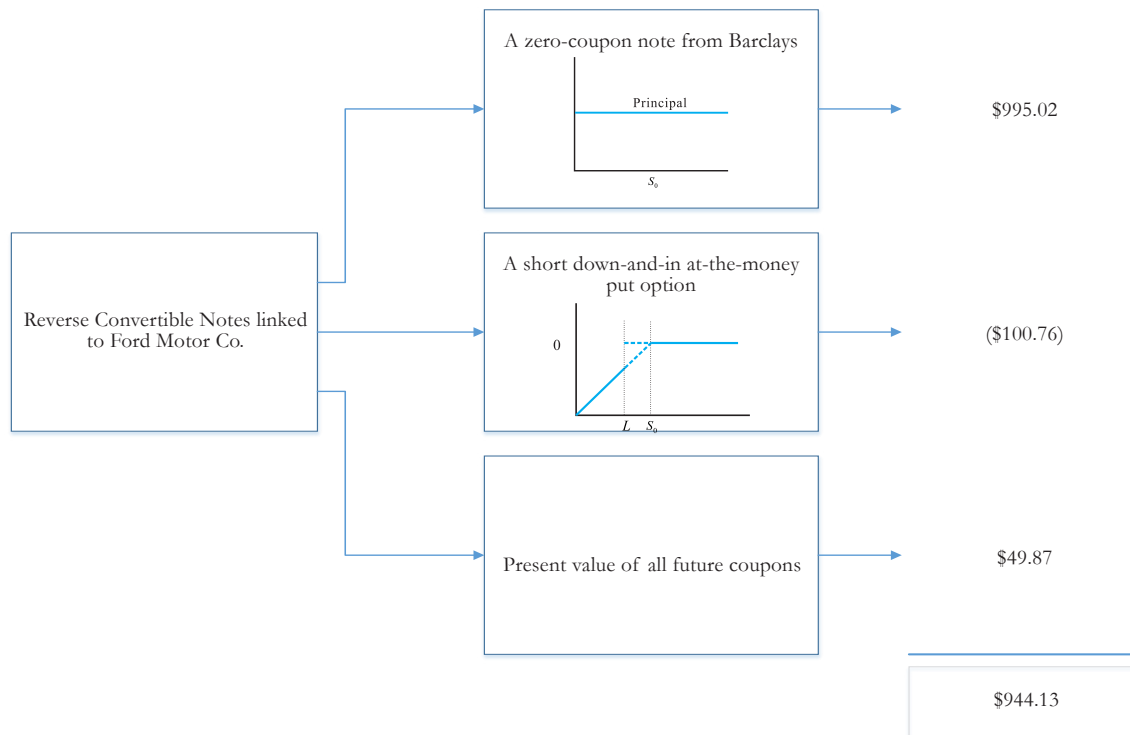 A zero-coupon note from Barclays
Principal
S₀
$995.02
Reverse Convertible Notes linked
to Ford Motor Co.
A short down-and-in at-the-money
put option
0
L S₀
($100.76)
Present value of all future coupons
$49.87
$944.13